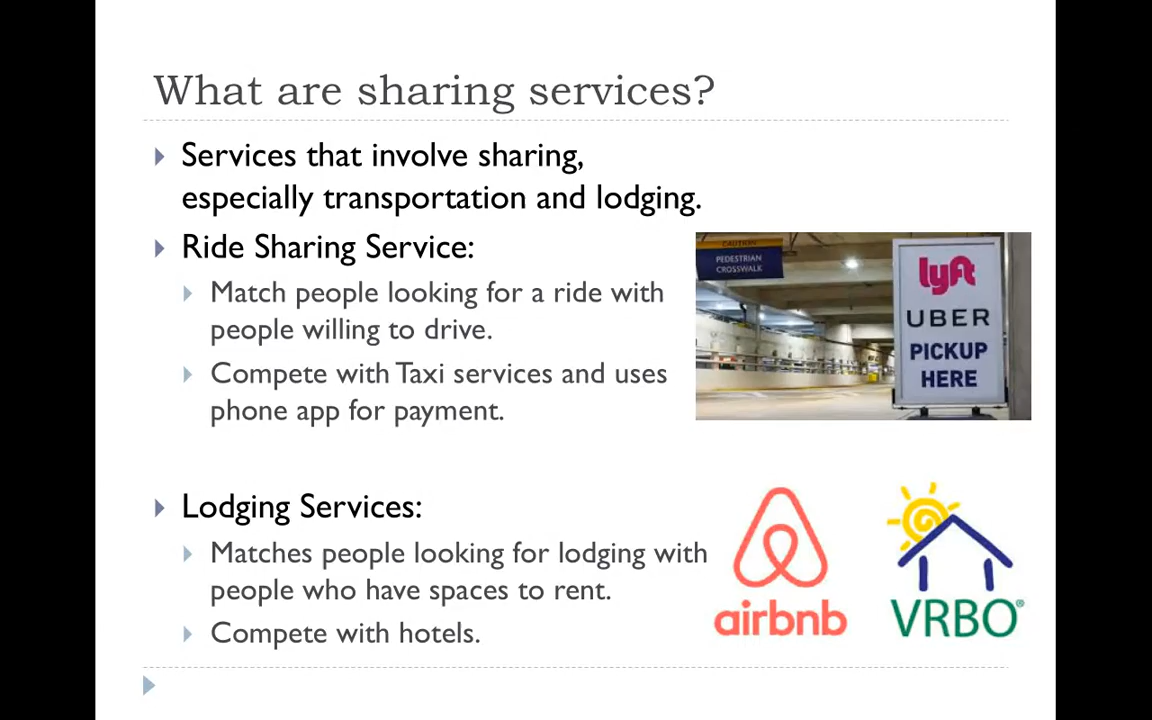 What are sharing services?
Services that involve sharing,
especially transportation and lodging.
Ride Sharing Service:
Match people looking for a ride with
people willing to drive.
Compete with Taxi services and uses
phone app for payment.
CAUTION
PEDESTRIAN
CROSSWALK
lyft
UBER
PICKUP
HERE
Lodging Services:
Matches people looking for lodging with
people who have spaces to rent.
Compete with hotels.
airbnb
VRBO®